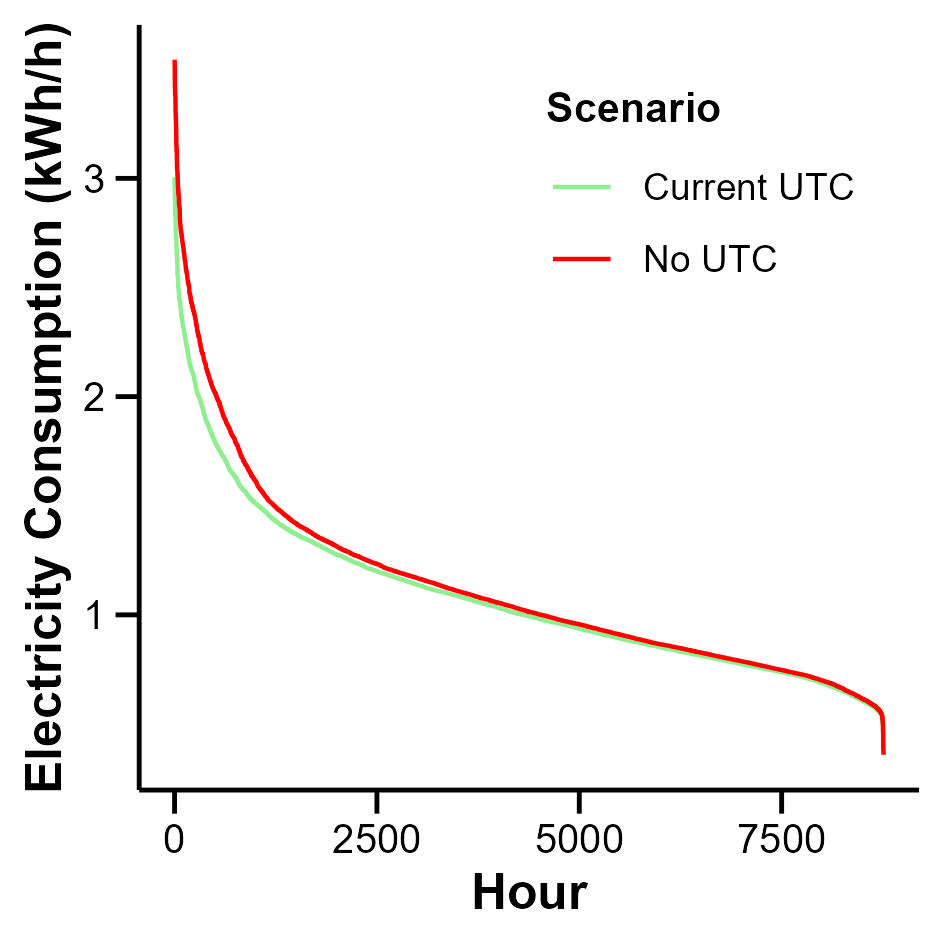 Electricity Consumption (kWh/h)
3
2
1
Scenario
Current UTC
No UTC
0 2500 5000 7500
Hour